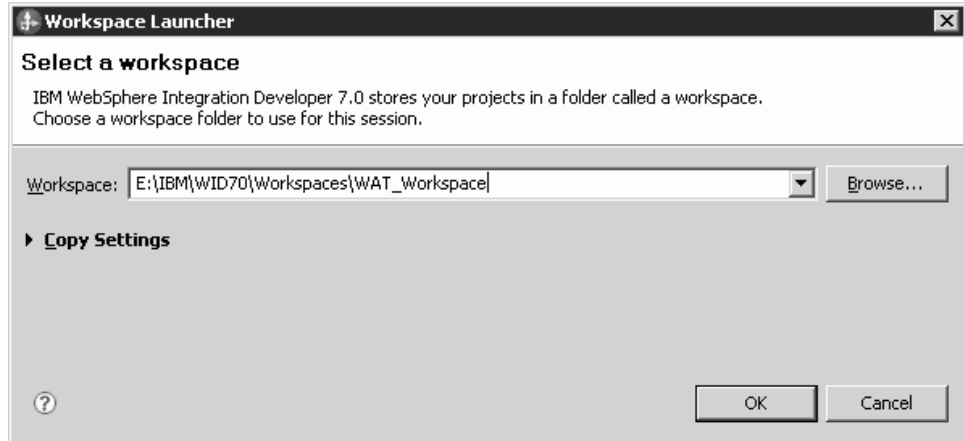 Workspace Launcher
Select a workspace
IBM WebSphere Integration Developer 7.0 stores your projects in a folder called a workspace.
Choose a workspace folder to use for this session.
Workspace: E:\IBM\WID70\Workspaces\WAT_Workspace Browse...
Copy Settings
? OK Cancel